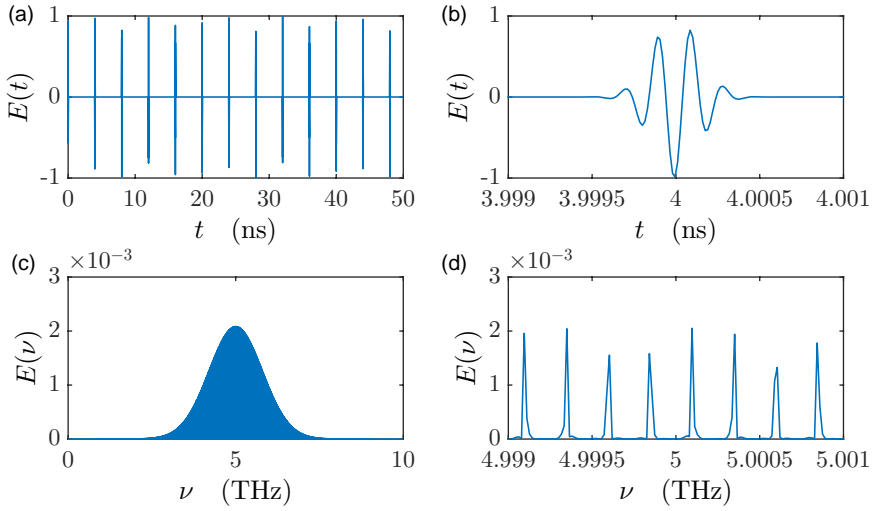 (a)
1
0
-1
E(t)
0 10 20 30 40 50
t (ns)
(b)
1
0
-1
E(t)
3.999 3.9995 4 4.0005 4.001
t (ns)
(c)
×10⁻³
3
2
1
0
E(ν)
0 5 10
ν (THz)
(d)
×10⁻³
3
2
1
0
E(ν)
4.999 4.9995 5 5.0005 5.001
ν (THz)